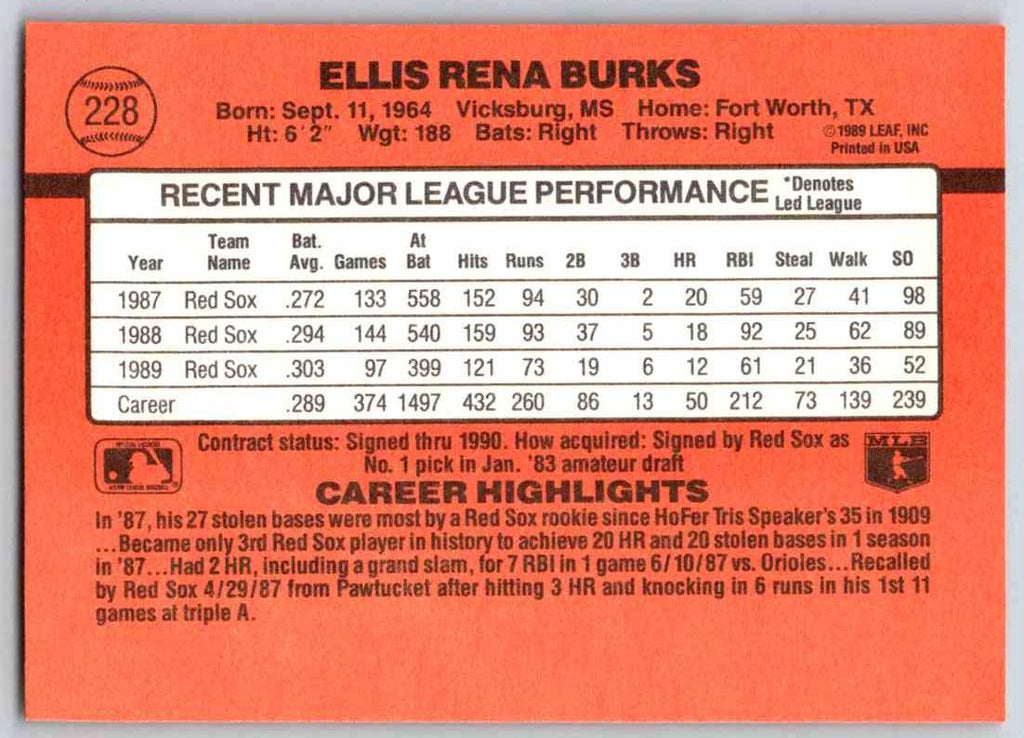 ELLIS RENA BURKS
228
Born: Sept. 11, 1964 Vicksburg, MS Home: Fort Worth, TX
Ht: 6'2" Wgt: 188 Bats: Right Throws: Right
©1989 LEAF, INC
Printed in USA
RECENT MAJOR LEAGUE PERFORMANCE
*Denotes
Led League
Year Team Name Bat. Avg. Games At Bat Hits Runs 2B 3B HR RBI Steal Walk SO
1987 Red Sox .272 133 558 152 94 30 2 20 59 27 41 98
1988 Red Sox .294 144 540 159 93 37 5 18 92 25 62 89
1989 Red Sox .303 97 399 121 73 19 6 12 61 21 36 52
Career .289 374 1497 432 260 86 13 50 212 73 139 239
Contract status: Signed thru 1990. How acquired: Signed by Red Sox as
No. 1 pick in Jan. '83 amateur draft
MLB
CAREER HIGHLIGHTS
In '87, his 27 stolen bases were most by a Red Sox rookie since HoFer Tris Speaker's 35 in 1909
...Became only 3rd Red Sox player in history to achieve 20 HR and 20 stolen bases in 1 season
in '87...Had 2 HR, including a grand slam, for 7 RBI in 1 game 6/10/87 vs. Orioles...Recalled
by Red Sox 4/29/87 from Pawtucket after hitting 3 HR and knocking in 6 runs in his 1st 11
games at triple A.